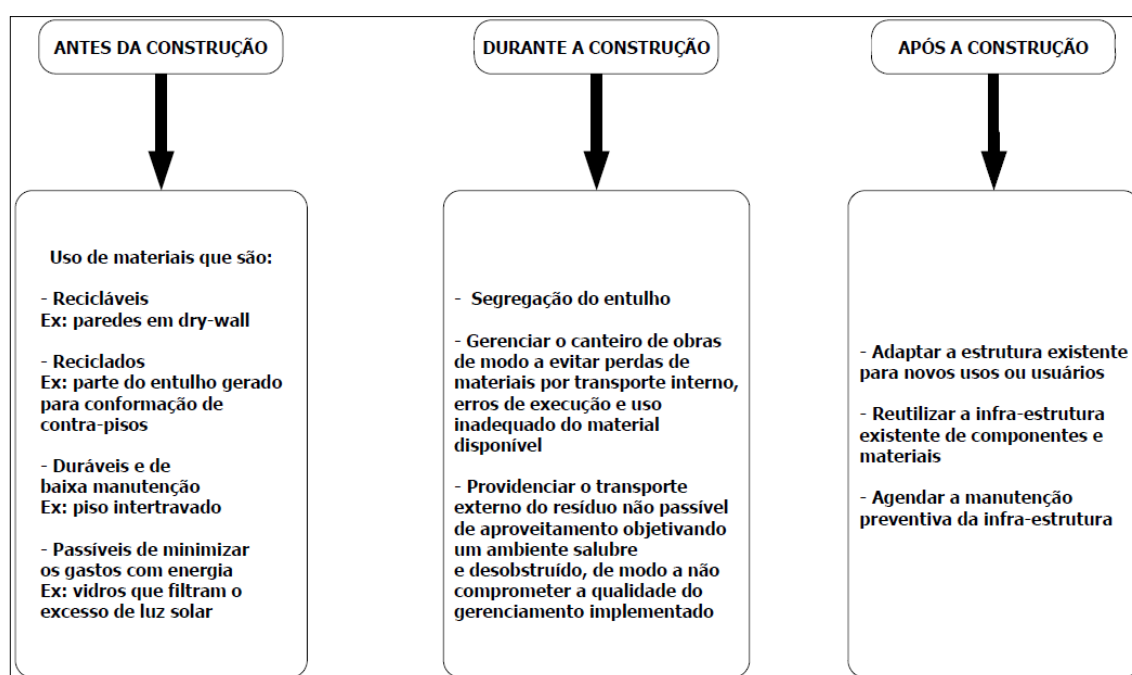 ANTES DA CONSTRUÇÃO
Uso de materiais que são:
- Recicláveis
Ex: paredes em dry-wall
- Reciclados
Ex: parte do entulho gerado
para conformação de
contra-pisos
- Duráveis e de
baixa manutenção
Ex: piso intertravado
- Passíveis de minimizar
os gastos com energia
Ex: vidros que filtram o
excesso de luz solar
DURANTE A CONSTRUÇÃO
- Segregação do entulho
- Gerenciar o canteiro de obras
de modo a evitar perdas de
materiais por transporte interno,
erros de execução e uso
inadequado do material
disponível
- Providenciar o transporte
externo do resíduo não passível
de aproveitamento objetivando
um ambiente salubre
e desobstruído, de modo a não
comprometer a qualidade do
gerenciamento implementado
APÓS A CONSTRUÇÃO
- Adaptar a estrutura existente
para novos usos ou usuários
- Reutilizar a infra-estrutura
existente de componentes e
materiais
- Agendar a manutenção
preventiva da infra-estrutura